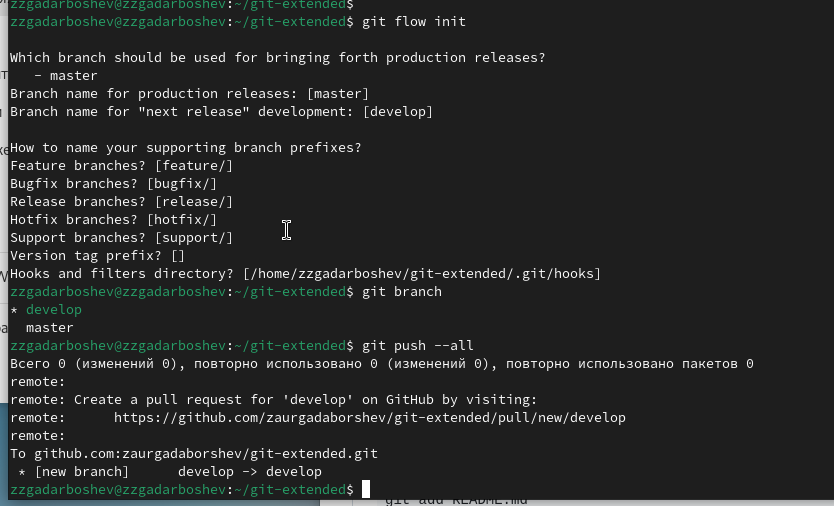 zzgadarboshev@zzgadarboshev:~/git-extended$
zzgadarboshev@zzgadarboshev:~/git-extended$ git flow init
Which branch should be used for bringing forth production releases?
- master
Branch name for production releases: [master]
Branch name for "next release" development: [develop]
How to name your supporting branch prefixes?
Feature branches? [feature/]
Bugfix branches? [bugfix/]
Release branches? [release/]
Hotfix branches? [hotfix/]
Support branches? [support/]
Version tag prefix? []
Hooks and filters directory? [/home/zzgadarboshev/git-extended/.git/hooks]
zzgadarboshev@zzgadarboshev:~/git-extended$ git branch
* develop
master
zzgadarboshev@zzgadarboshev:~/git-extended$ git push --all
Всего 0 (изменений 0), повторно использовано 0 (изменений 0), повторно использовано пакетов 0
remote:
remote: Create a pull request for 'develop' on GitHub by visiting:
remote: https://github.com/zaurgadaborshev/git-extended/pull/new/develop
remote:
To github.com:zaurgadaborshev/git-extended.git
* [new branch] develop -> develop
zzgadarboshev@zzgadarboshev:~/git-extended$
git add README.md